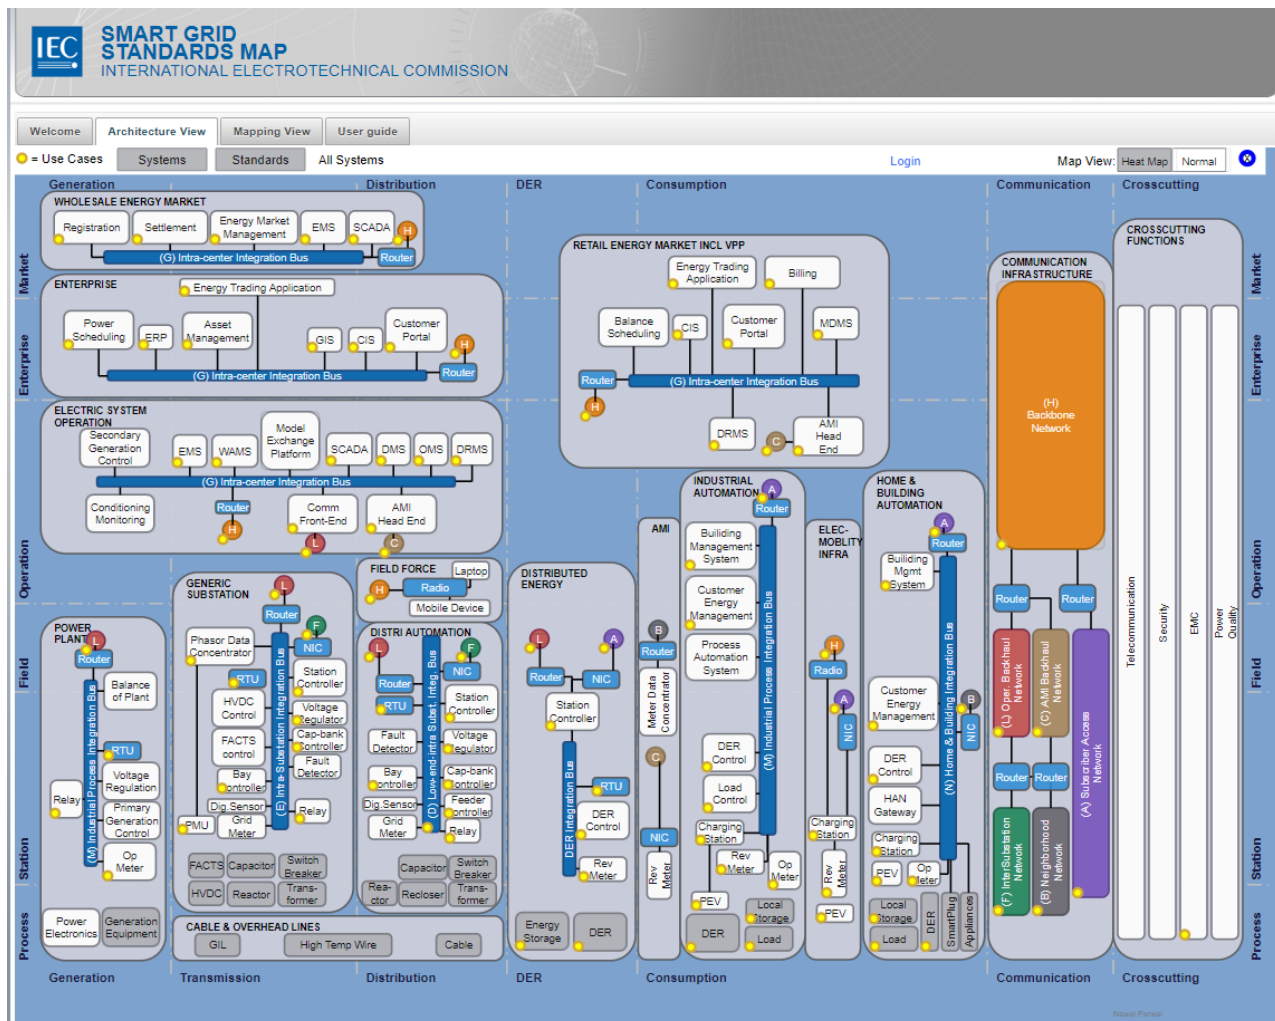 IEC
SMART GRID
STANDARDS MAP
INTERNATIONAL ELECTROTECHNICAL COMMISSION
Welcome
Architecture View
Mapping View
User guide
= Use Cases
Systems
Standards
All Systems
Login
Map View:
Heat Map
Normal
Generation
Distribution
DER
Consumption
Communication
Crosscutting
Market
Enterprise
Operation
Field
Station
Process
WHOLESALE ENERGY MARKET
Registration
Settlement
Energy Market
Management
EMS
SCADA
H
(G) Intra-center Integration Bus
Router
ENTERPRISE
Energy Trading Application
Power
Scheduling
ERP
Asset
Management
GIS
CIS
Customer
Portal
H
Router
(G) Intra-center Integration Bus
ELECTRIC SYSTEM
OPERATION
Secondary
Generation
Control
EMS
WAMS
Model
Exchange
Platform
SCADA
DMS
OMS
DRMS
(G) Intra-center Integration Bus
Conditioning
Monitoring
Router
H
Comm
Front-End
L
AMI
Head End
C
RETAIL ENERGY MARKET INCL VPP
Energy Trading
Application
Billing
Balance
Scheduling
CIS
Customer
Portal
MDMS
Router
H
(G) Intra-center Integration Bus
DRMS
C
AMI
Head
End
POWER
PLANT
L
Router
Balance
of Plant
(M) Industrial Process Integration Bus
RTU
Relay
Voltage
Regulation
Primary
Generation
Control
Op
Meter
Power
Electronics
Generation
Equipment
GENERIC
SUBSTATION
L
Router
F
NIC
Phasor Data
Concentrator
RTU
Station
Controller
HVDC
Control
Voltage
Regulator
FACTS
control
Cap-bank
Controller
Fault
Detector
Bay
Controller
Dig.Sensor
Relay
PMU
Grid
Meter
(E) Intra-Substation Integration Bus
FACTS
Capacitor
Switch
Breaker
HVDC
Reactor
Trans-
former
FIELD FORCE
Laptop
H
Radio
Mobile Device
DISTRI AUTOMATION
L
F
NIC
Router
RTU
Station
Controller
Fault
Detector
Voltage
Regulator
Bay
Controller
Cap-bank
Controller
Dig.Sensor
Feeder
Controller
Grid
Meter
Relay
(D) Low-end-intra Subst. Integ. Bus
Capacitor
Switch
Breaker
Rea-
ctor
Recloser
Trans-
former
CABLE & OVERHEAD LINES
GIL
High Temp Wire
Cable
DISTRIBUTED
ENERGY
L
A
Router
NIC
Station
Controller
DER Integration Bus
RTU
DER
Control
Rev
Meter
Energy
Storage
DER
AMI
B
Router
Meter Data
Concentrator
C
NIC
Rev
Meter
INDUSTRIAL
AUTOMATION
A
Router
Building
Management
System
Customer
Energy
Management
Process
Automation
System
(M) Industrial Process Integration Bus
DER
Control
Load
Control
Charging
Station
Rev
Meter
Op
Meter
PEV
DER
Local
Storage
Load
ELEC-
MOBLITY
INFRA
H
Radio
A
NIC
Charging
Station
Rev
Meter
PEV
HOME &
BUILDING
AUTOMATION
A
Router
Building
Mgmt
System
Customer
Energy
Management
B
NIC
(N) Home & Building Integration Bus
DER
Control
HAN
Gateway
Charging
Station
PEV
Op
Meter
Local
Storage
Load
DER
SmartPlug
Appliances
COMMUNICATION
INFRASTRUCTURE
(H)
Backbone
Network
Router
Router
(L) Oper. Backhaul
Network
(C) AMI Backhaul
Network
(A) Subscriber Access
Network
Router
Router
(F) InterSubstation
Network
(B) Neighborhood
Network
CROSSCUTTING
FUNCTIONS
Telecommunication
Security
EMC
Power
Quality
Market
Enterprise
Operation
Field
Station
Process
Generation
Transmission
Distribution
DER
Consumption
Communication
Crosscutting